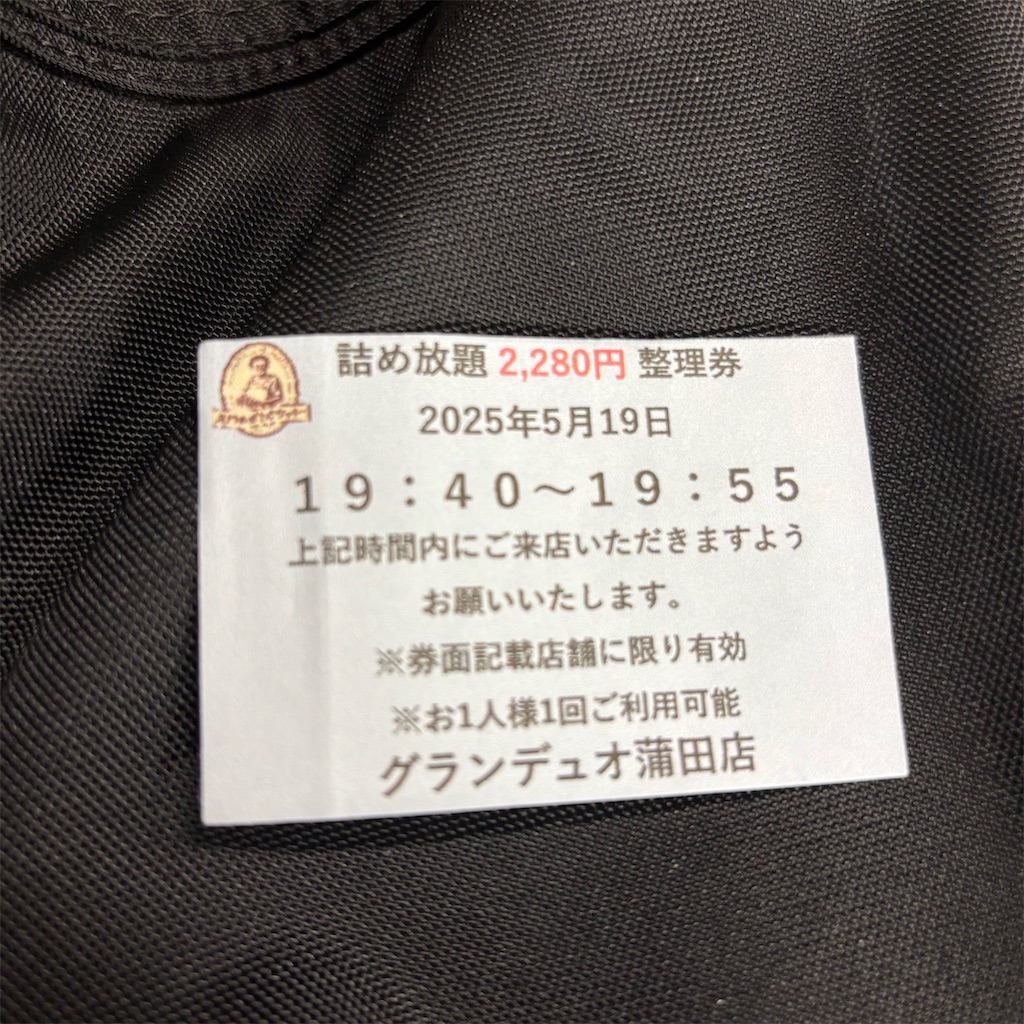 詰め放題 2,280円 整理券
2025年5月19日
19：40～19：55
上記時間内にご来店いただきますよう
お願いいたします。
※券面記載店舗に限り有効
※お1人様1回ご利用可能
グランデュオ蒲田店